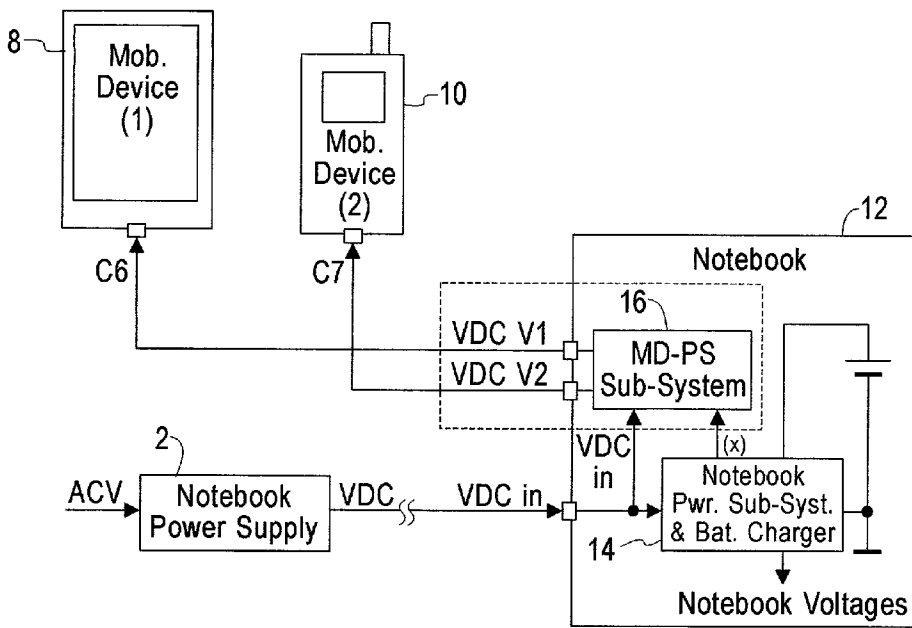 8
Mob.
Device
(1)
10
Mob.
Device
(2)
12
C6
C7
Notebook
16
VDC V1
MD-PS
Sub-System
VDC V2
VDC
in
(x)
2
ACV
Notebook
Power Supply
VDC
VDC in
Notebook
Pwr. Sub-Syst.
& Bat. Charger
14
Notebook Voltages